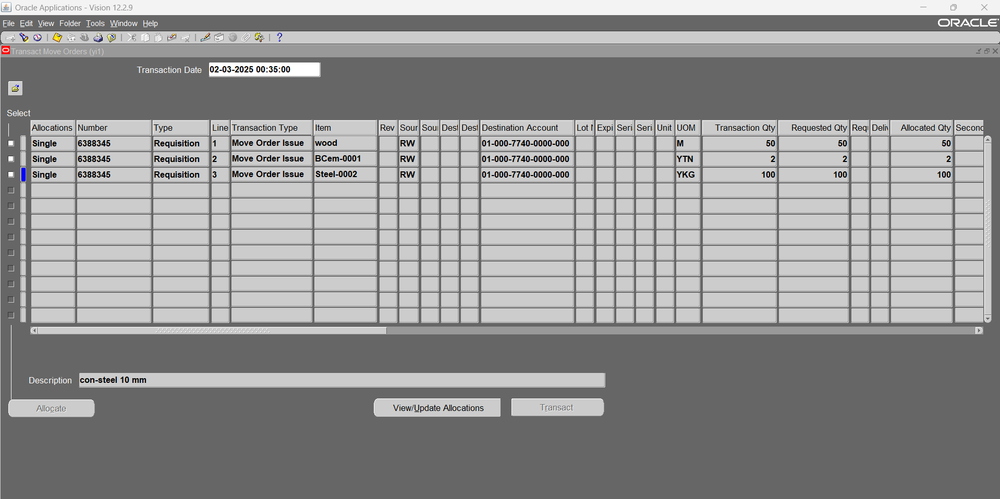 Oracle Applications - Vision 12.2.9
File Edit View Folder Tools Window Help
ORACLE
Transact Move Orders (yi1)
Transaction Date 02-03-2025 00:35:00
Select
Allocations Number Type Line Transaction Type Item Rev Sour Sour Dest Dest Destination Account Lot N Expi Seri Seri Unit UOM Transaction Qty Requested Qty Requ Deliv Allocated Qty Secondar
Single 6388345 Requisition 1 Move Order Issue wood RW 01-000-7740-0000-000 M 50 50 50
Single 6388345 Requisition 2 Move Order Issue BCem-0001 RW 01-000-7740-0000-000 YTN 2 2 2
Single 6388345 Requisition 3 Move Order Issue Steel-0002 RW 01-000-7740-0000-000 YKG 100 100 100
Description con-steel 10 mm
Allocate View/Update Allocations Transact